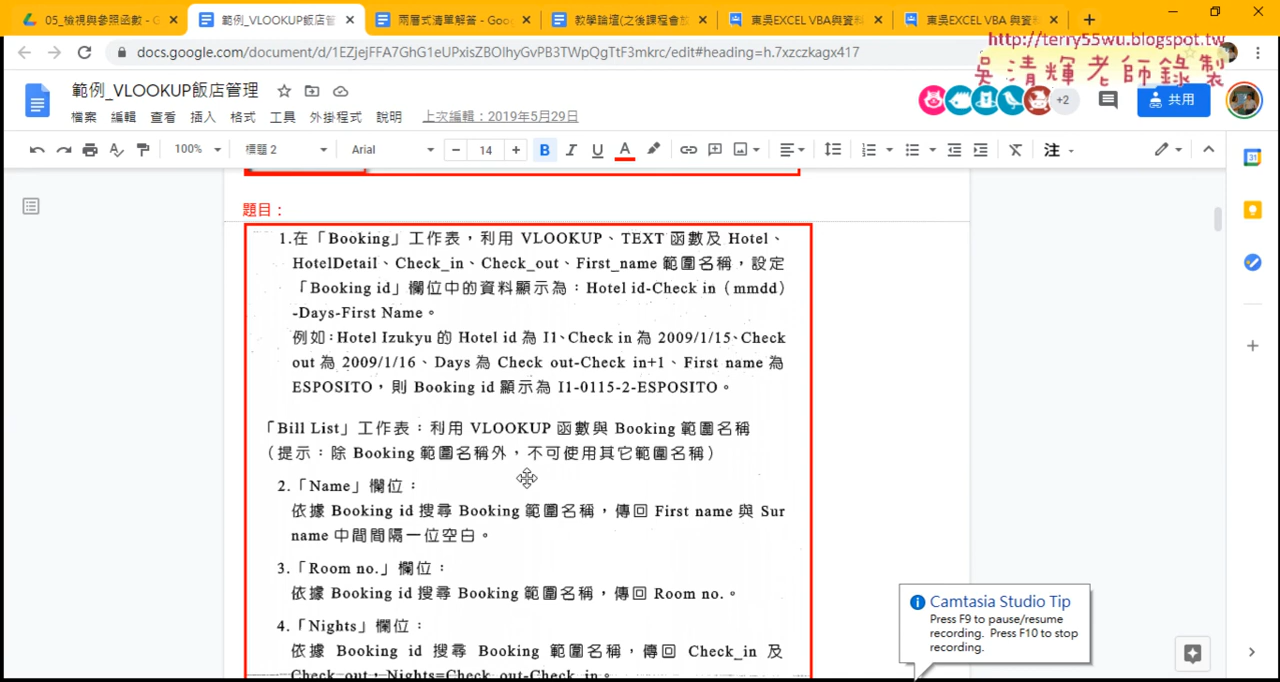 05_檢視與參照函數 - G
範例_VLOOKUP飯店管
兩層式清單解答 - Goo
教學論壇(之後課程會放
東吳EXCEL VBA與資料
東吳EXCEL VBA 與資
docs.google.com/document/d/1EZjejFFA7GhG1eUPxisZBOlhyGvPB3TWpQgTtF3mkrc/edit#heading=h.7xzczkagx417
http://terry55wu.blogspot.tw
吳清輝老師錄製
範例_VLOOKUP飯店管理
檔案 編輯 查看 插入 格式 工具 外掛程式 說明 上次編輯：2019年5月29日
+2
共用
100% 標題 2 Arial 14 B I U A 注
31
題目：
1.在「Booking」工作表，利用 VLOOKUP、TEXT 函數及 Hotel、
HotelDetail、Check_in、Check_out、First_name 範圍名稱，設定
「Booking id」欄位中的資料顯示為：Hotel id-Check in（mmdd）
-Days-First Name。
例如：Hotel Izukyu 的 Hotel id 為 I1、Check in 為 2009/1/15、Check
out 為 2009/1/16、Days 為 Check out-Check in+1、First name 為
ESPOSITO，則 Booking id 顯示為 I1-0115-2-ESPOSITO。
「Bill List」工作表：利用 VLOOKUP 函數與 Booking 範圍名稱
（提示：除 Booking 範圍名稱外，不可使用其它範圍名稱）
2.「Name」欄位：
依據 Booking id 搜尋 Booking 範圍名稱，傳回 First name 與 Sur
name 中間間隔一位空白。
3.「Room no.」欄位：
依據 Booking id 搜尋 Booking 範圍名稱，傳回 Room no.。
4.「Nights」欄位：
依據 Booking id 搜尋 Booking 範圍名稱，傳回 Check_in 及
Check_out，Nights=Check_out-Check_in。
Camtasia Studio Tip
Press F9 to pause/resume
recording. Press F10 to stop
recording.